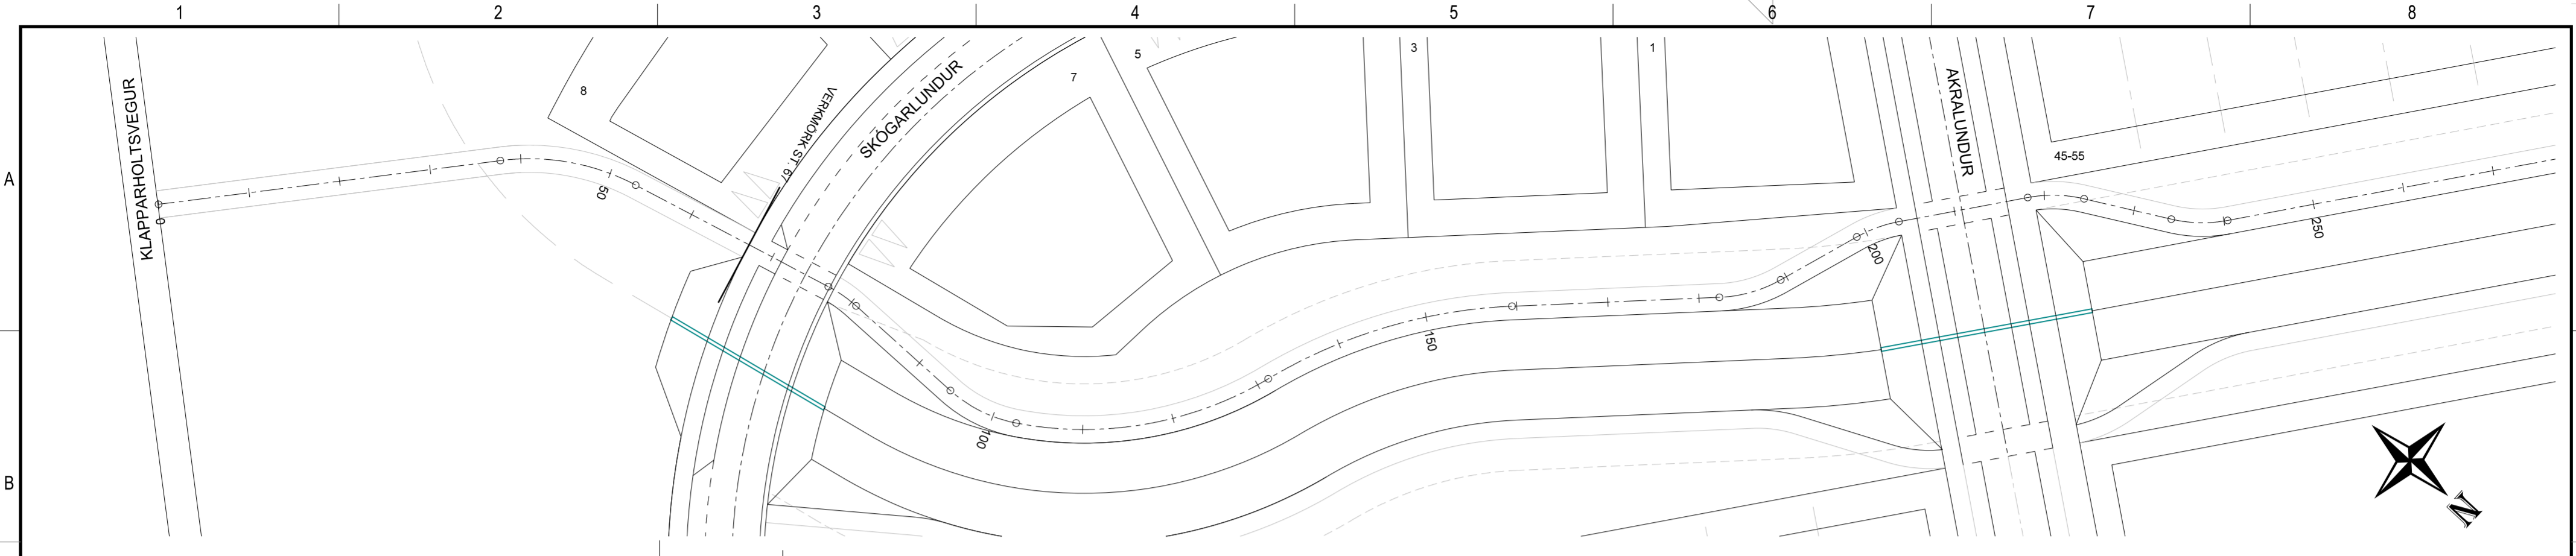 1 2 3 4 5 6 7 8
A
B
KLAPPARHOLTSVEGUR
8
VERKMÖRK ST. 67
SKÓGARLUNDUR
7
5
3
1
AKRALUNDUR
45-55
0
50
100
150
200
250
N